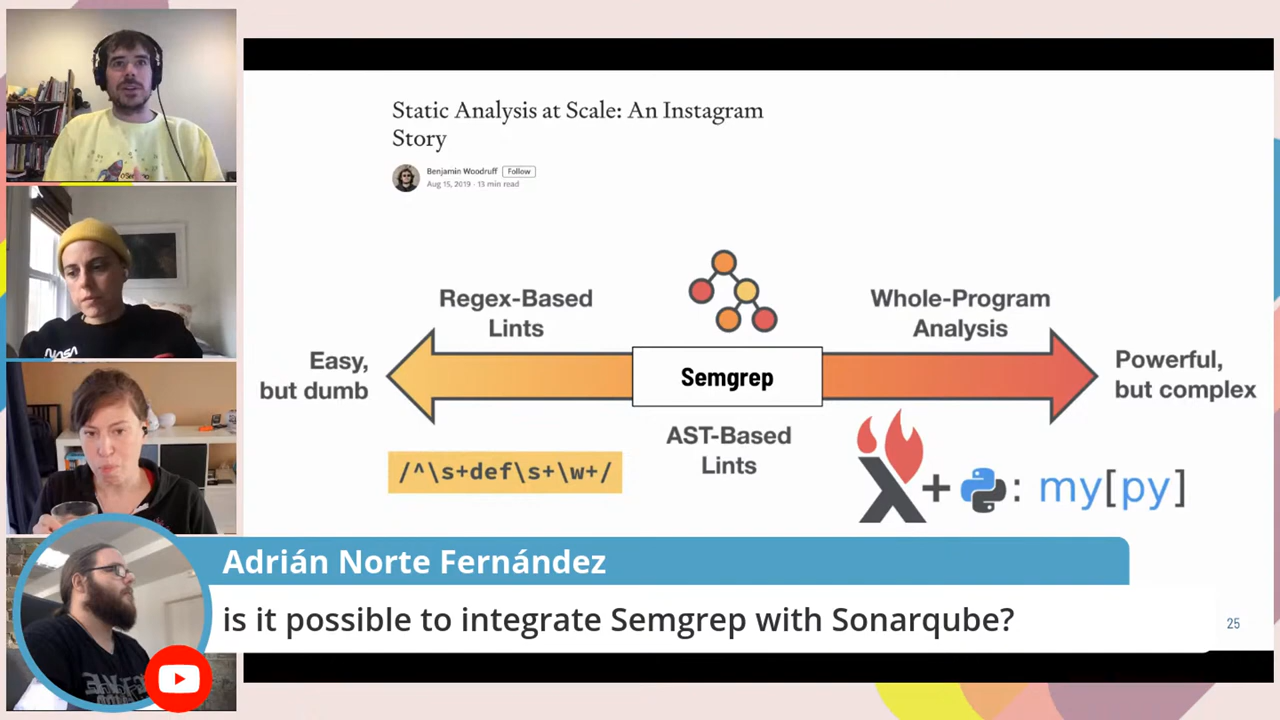 Static Analysis at Scale: An Instagram
Story
Benjamin Woodruff Follow
Aug 15, 2019 · 13 min read
Regex-Based
Lints
Whole-Program
Analysis
Easy,
but dumb
Semgrep
Powerful,
but complex
AST-Based
Lints
/^\s+def\s+\w+/
+ : my[py]
NASA
Adrián Norte Fernández
is it possible to integrate Semgrep with Sonarqube?
25